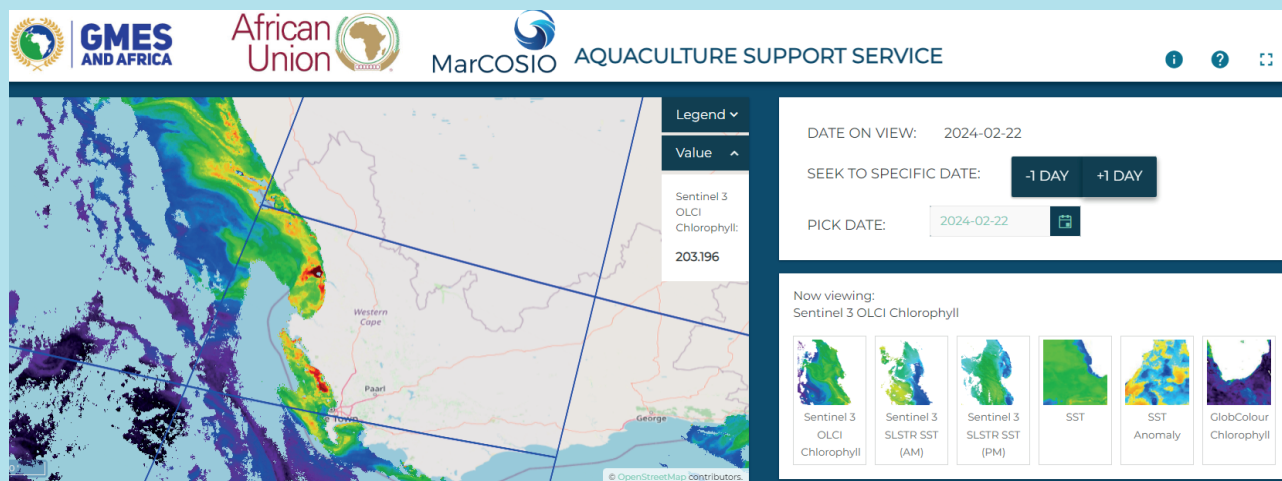 GMES
AND AFRICA
African
Union
MarCOSIO
AQUACULTURE SUPPORT SERVICE
Legend
Value
Sentinel 3
OLCI
Chlorophyll:
203.196
Western
Cape
Paarl
Town
George
© OpenStreetMap contributors.
DATE ON VIEW: 2024-02-22
SEEK TO SPECIFIC DATE: -1 DAY +1 DAY
PICK DATE: 2024-02-22
Now viewing:
Sentinel 3 OLCI Chlorophyll
Sentinel 3
OLCI
Chlorophyll
Sentinel 3
SLSTR SST
(AM)
Sentinel 3
SLSTR SST
(PM)
SST
SST
Anomaly
GlobColour
Chlorophyll